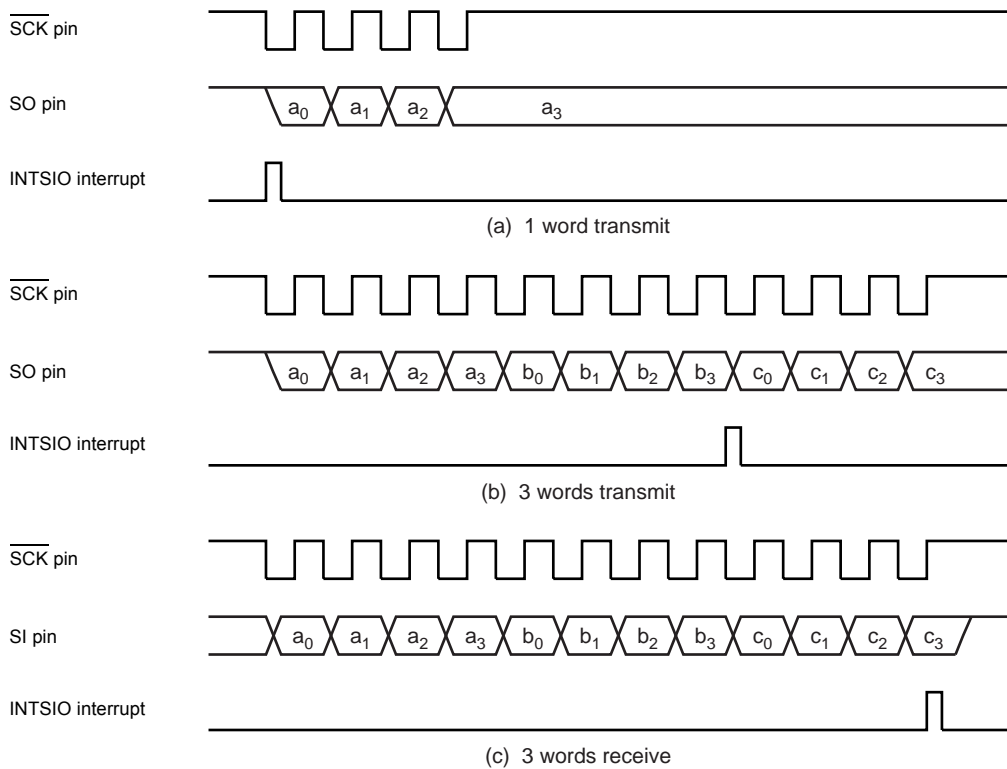 SCK pin
SO pin
a0 a1 a2 a3
INTSIO interrupt
(a) 1 word transmit
SCK pin
SO pin
a0 a1 a2 a3 b0 b1 b2 b3 c0 c1 c2 c3
INTSIO interrupt
(b) 3 words transmit
SCK pin
SI pin
a0 a1 a2 a3 b0 b1 b2 b3 c0 c1 c2 c3
INTSIO interrupt
(c) 3 words receive